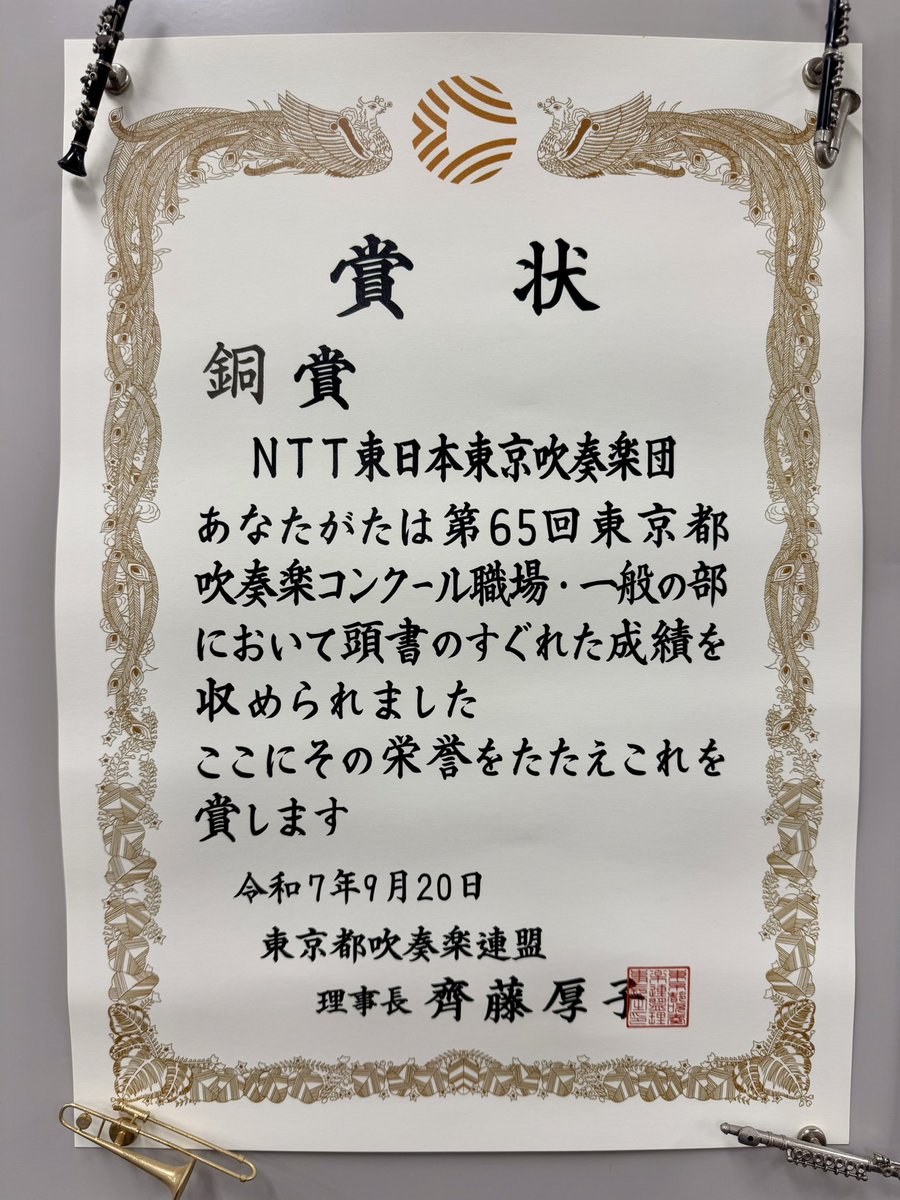 賞状
銅賞
NTT東日本東京吹奏楽団
あなたがたは第65回東京都
吹奏楽コンクール職場・一般の部
において頭書のすぐれた成績を
収められました
ここにその栄誉をたたえこれを
賞します
令和7年9月20日
東京都吹奏楽連盟
理事長 齊藤厚子